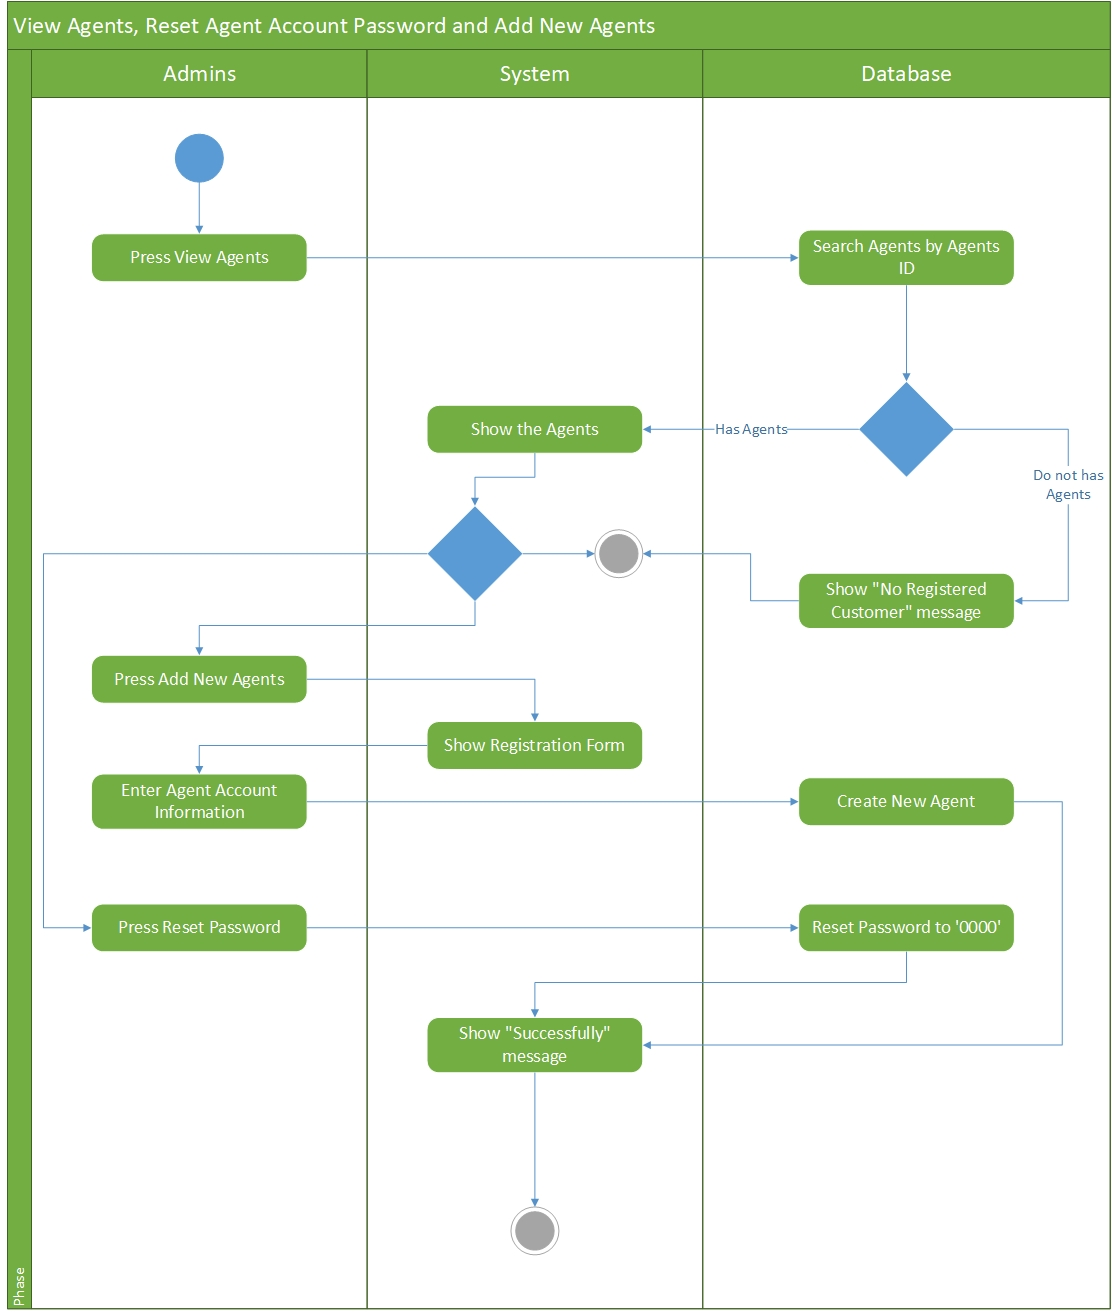 View Agents, Reset Agent Account Password and Add New Agents
Admins
System
Database
Press View Agents
Search Agents by Agents
ID
Show the Agents
Has Agents
Do not has
Agents
Show "No Registered
Customer" message
Press Add New Agents
Show Registration Form
Enter Agent Account
Information
Create New Agent
Press Reset Password
Reset Password to '0000'
Show "Successfully"
message
Phase